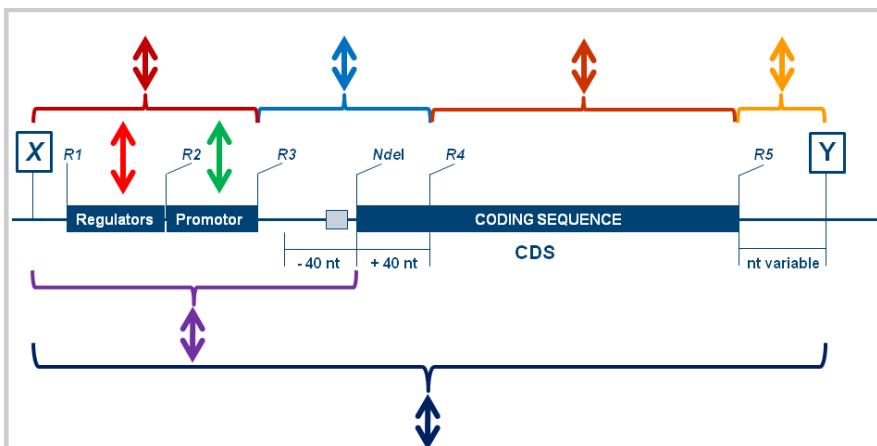 X
R1
R2
R3
NdeI
R4
R5
Y
Regulators
Promotor
CODING SEQUENCE
CDS
- 40 nt
+ 40 nt
nt variable